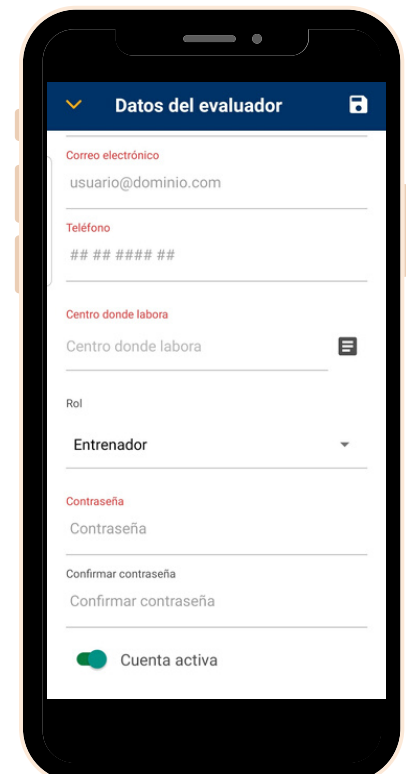 Datos del evaluador
Correo electrónico
usuario@dominio.com
Teléfono
## ## #### ##
Centro donde labora
Centro donde labora
Rol
Entrenador
Contraseña
Contraseña
Confirmar contraseña
Confirmar contraseña
Cuenta activa